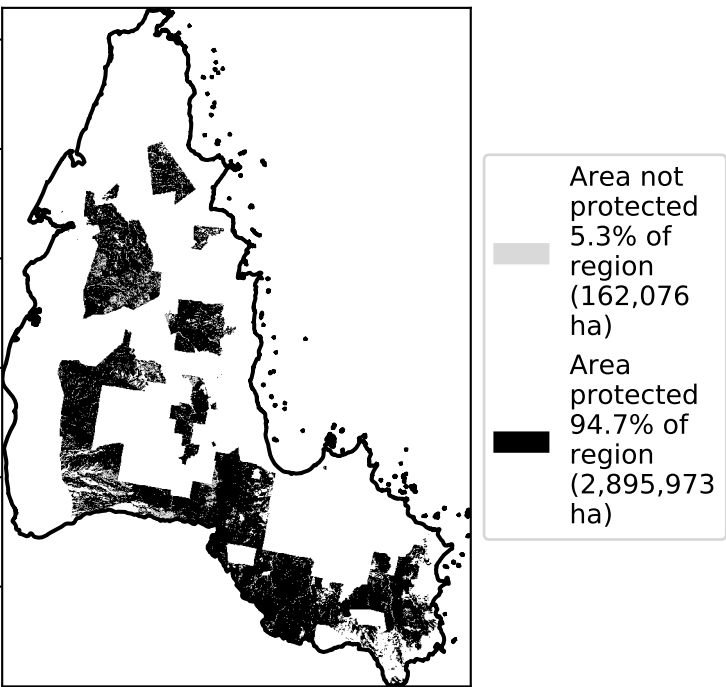 Area not
protected
5.3% of
region
(162,076
ha)
Area
protected
94.7% of
region
(2,895,973
ha)